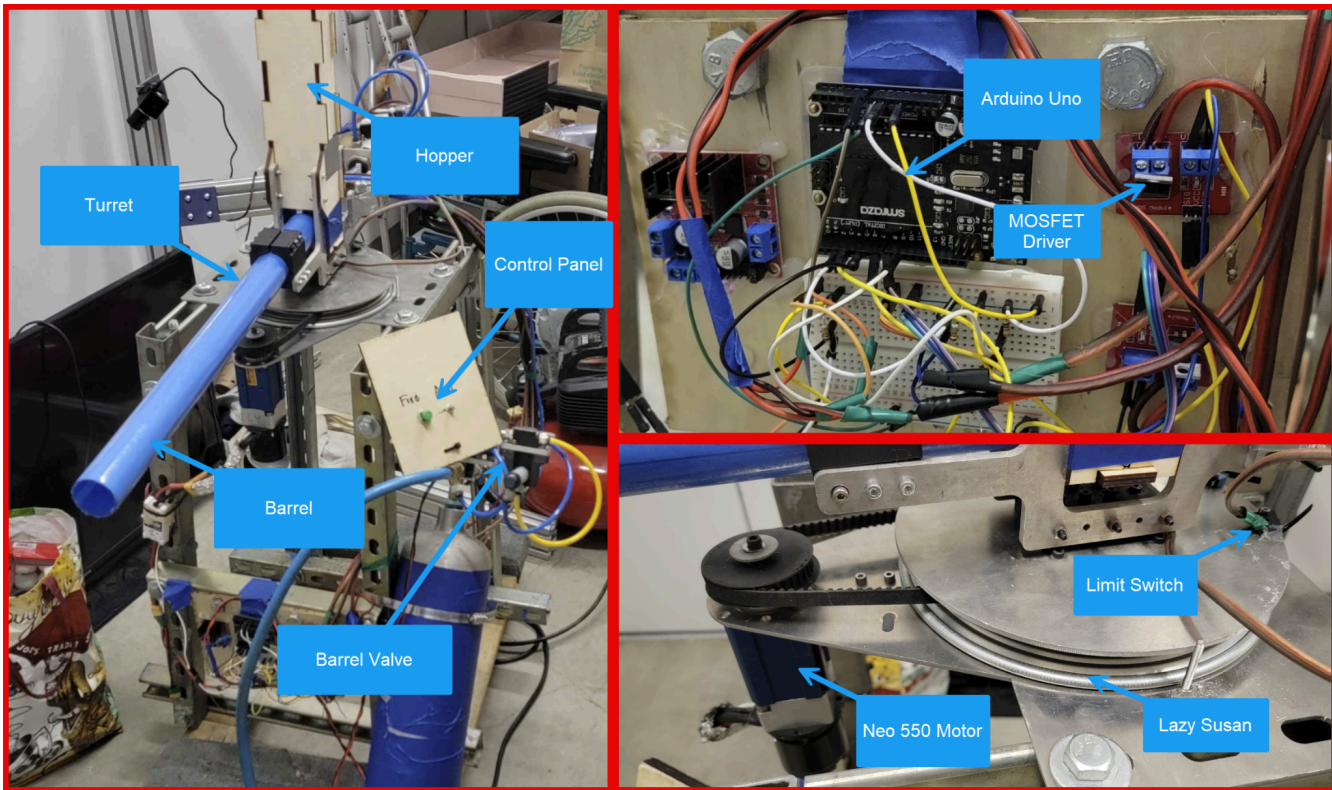 Hopper
Turret
Control Panel
Fire
Barrel
Barrel Valve
Arduino Uno
MOSFET
Driver
smraza
Limit Switch
Neo 550 Motor
Lazy Susan